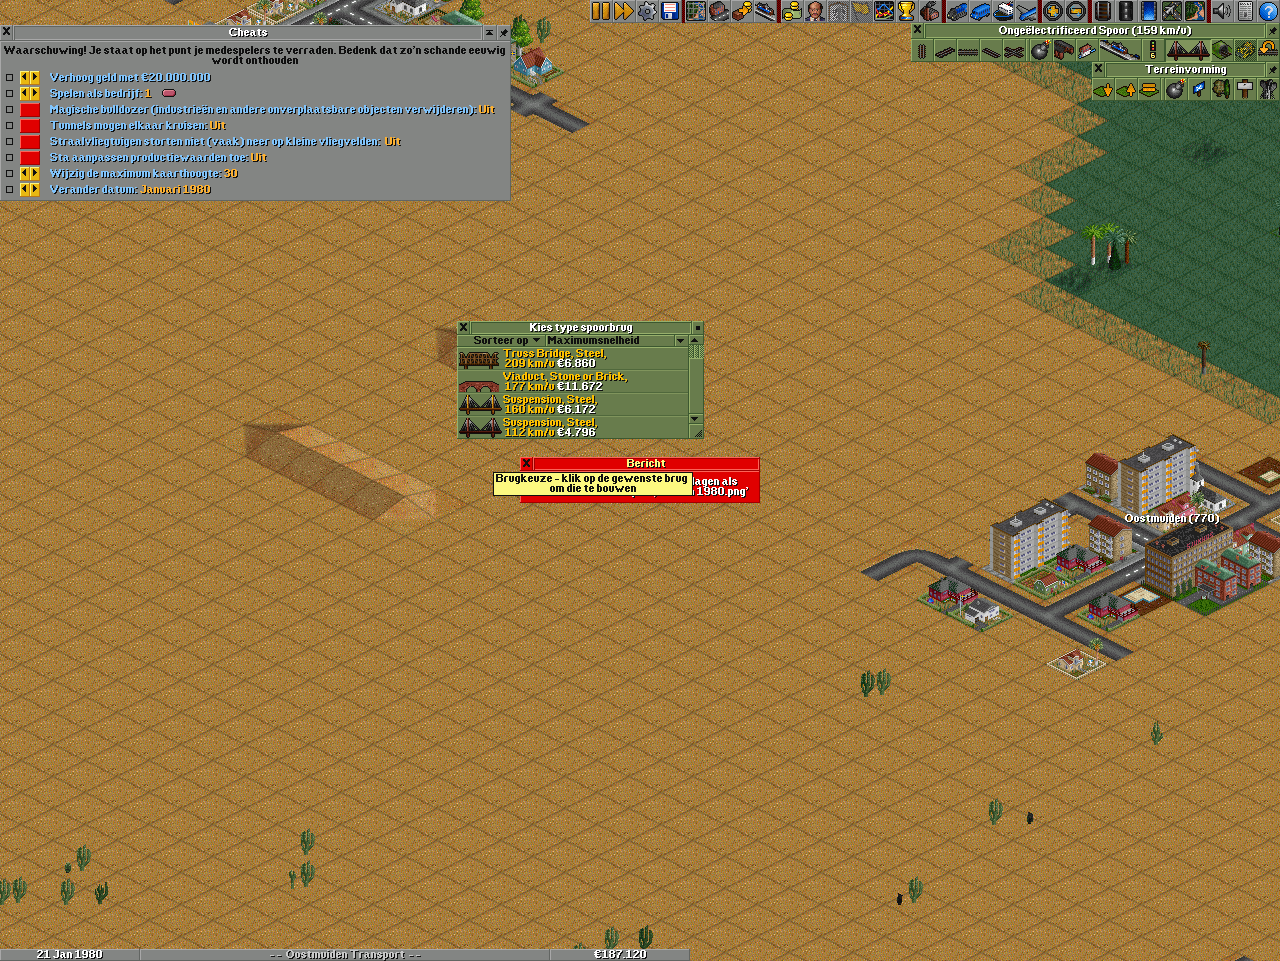 Cheats
Waarschuwing! Je staat op het punt je medespelers te verraden. Bedenk dat zo'n schande eeuwig
wordt onthouden
Verhoog geld met €20.000.000
Spelen als bedrijf: 1
Magische bulldozer (industrieën en andere onverplaatsbare objecten verwijderen): Uit
Tunnels mogen elkaar kruisen: Uit
Straalvliegtuigen storten niet (vaak) neer op kleine vliegvelden: Uit
Sta aanpassen productiewaarden toe: Uit
Wijzig de maximum kaarthoogte: 30
Verander datum: Januari 1980
Ongeëlectrificeerd Spoor (159 km/u)
Terreinvorming
Kies type spoorbrug
Sorteer op Maximumsnelheid
Truss Bridge, Steel,
209 km/u €6.860
Viaduct, Stone or Brick,
177 km/u €11.672
Suspension, Steel,
160 km/u €6.172
Suspension, Steel,
112 km/u €4.796
Bericht
Brugkeuze - klik op de gewenste brug
om die te bouwen
als
1980.png'
Oostmuiden (770)
21 Jan 1980
-- Oostmuiden Transport --
€187.120